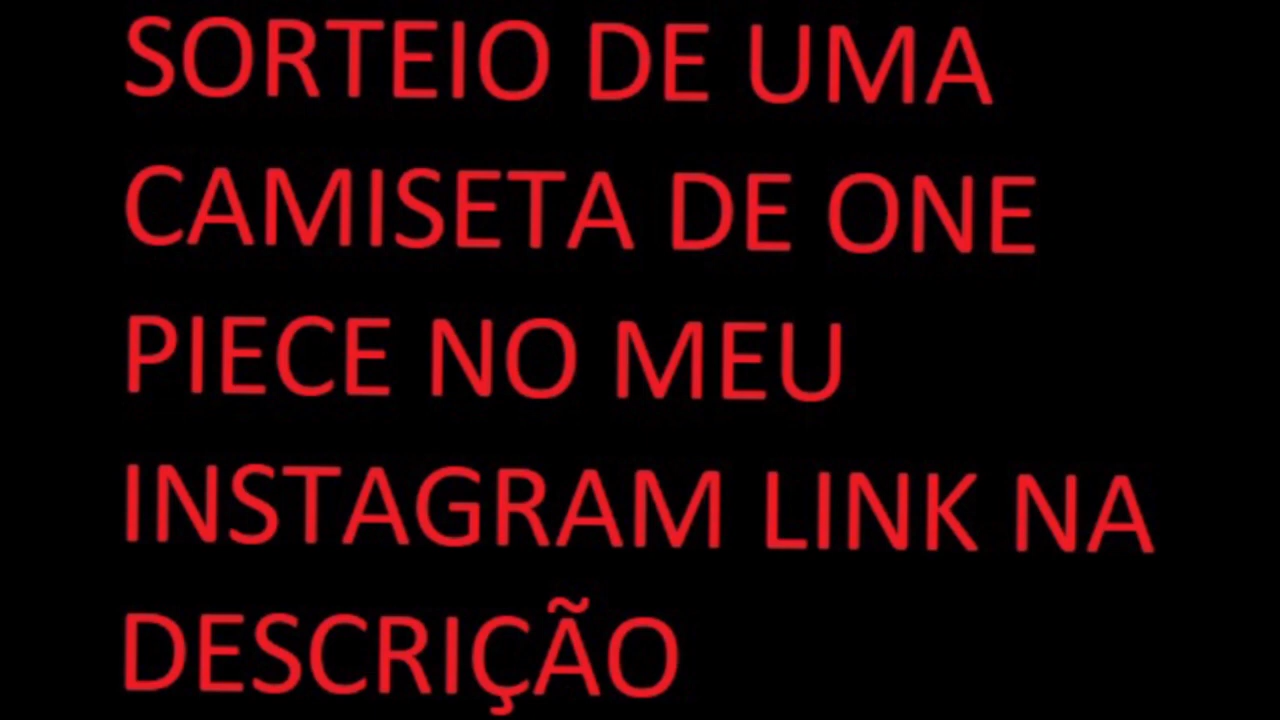 SORTEIO DE UMA
CAMISETA DE ONE
PIECE NO MEU
INSTAGRAM LINK NA
DESCRIÇÃO